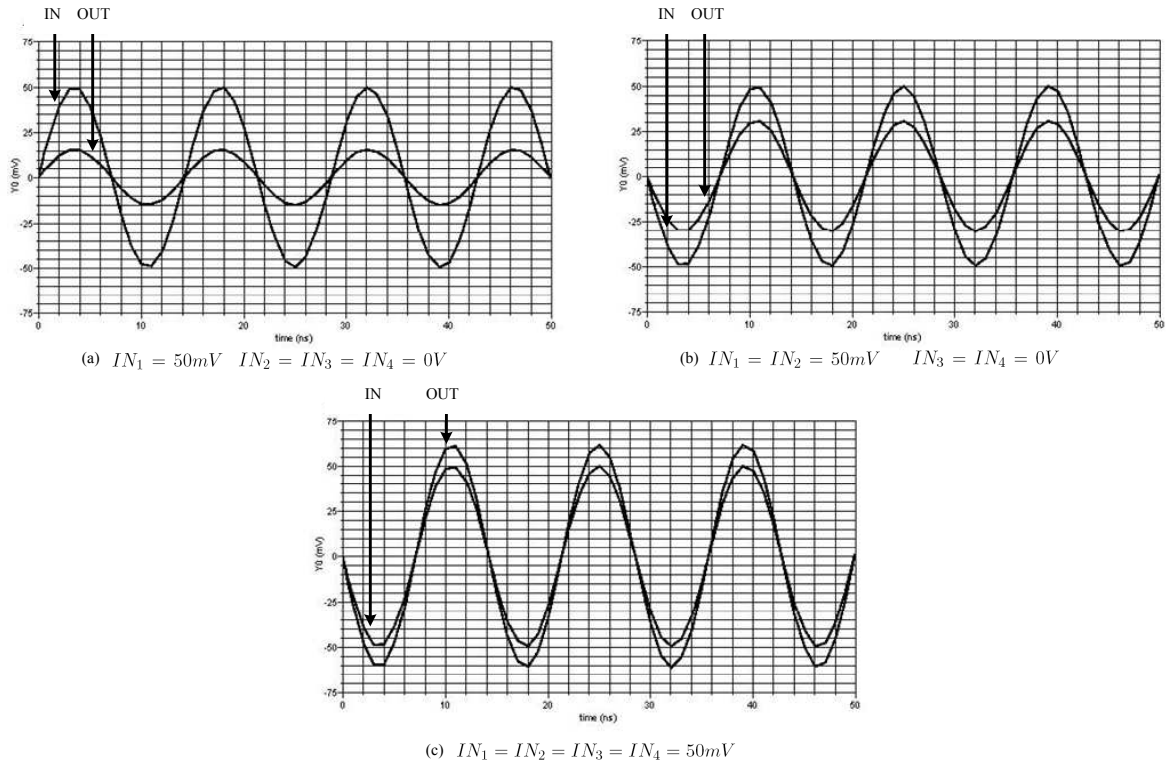 IN OUT
75
50
25
0
-25
-50
-75
Y0 (mV)
0 10 20 30 40 50
time (ns)
(a) IN₁ = 50mV IN₂ = IN₃ = IN₄ = 0V
IN OUT
75
50
25
0
-25
-50
-75
Y0 (mV)
0 10 20 30 40 50
time (ns)
(b) IN₁ = IN₂ = 50mV IN₃ = IN₄ = 0V
IN OUT
75
50
25
0
-25
-50
-75
Y0 (mV)
0 10 20 30 40 50
time (ns)
(c) IN₁ = IN₂ = IN₃ = IN₄ = 50mV